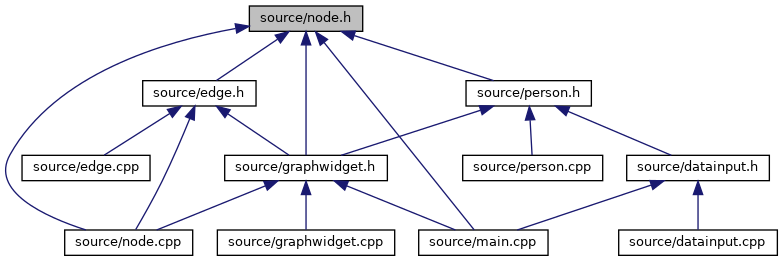 source/node.h
source/edge.h
source/person.h
source/edge.cpp
source/graphwidget.h
source/person.cpp
source/datainput.h
source/node.cpp
source/graphwidget.cpp
source/main.cpp
source/datainput.cpp